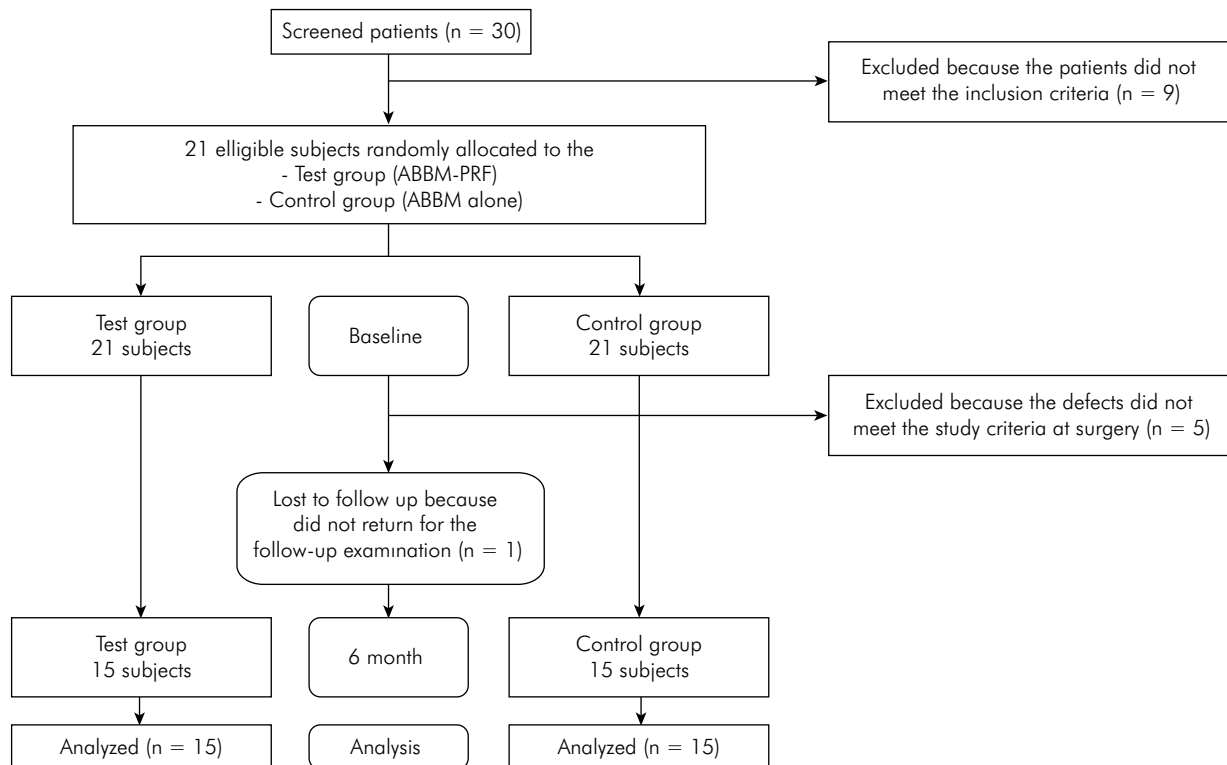 Screened patients (n = 30)
Excluded because the patients did not
meet the inclusion criteria (n = 9)
21 elligible subjects randomly allocated to the
- Test group (ABBM-PRF)
- Control group (ABBM alone)
Test group
21 subjects
Baseline
Control group
21 subjects
Excluded because the defects did not
meet the study criteria at surgery (n = 5)
Lost to follow up because
did not return for the
follow-up examination (n = 1)
Test group
15 subjects
6 month
Control group
15 subjects
Analyzed (n = 15)
Analysis
Analyzed (n = 15)